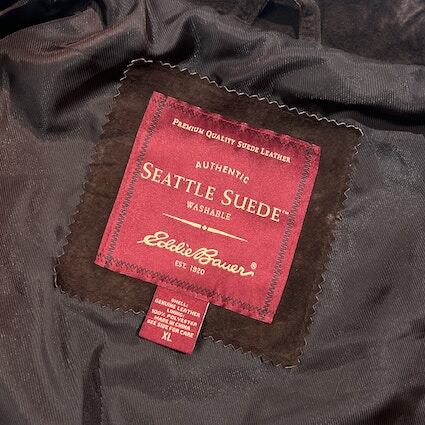 PREMIUM QUALITY SUEDE LEATHER
AUTHENTIC
SEATTLE SUEDE™
WASHABLE
Eddie Bauer®
EST. 1920
SHELL:
GENUINE LEATHER
LINING:
100% POLYESTER
MADE IN CHINA
SEE SIDE FOR CARE
XL